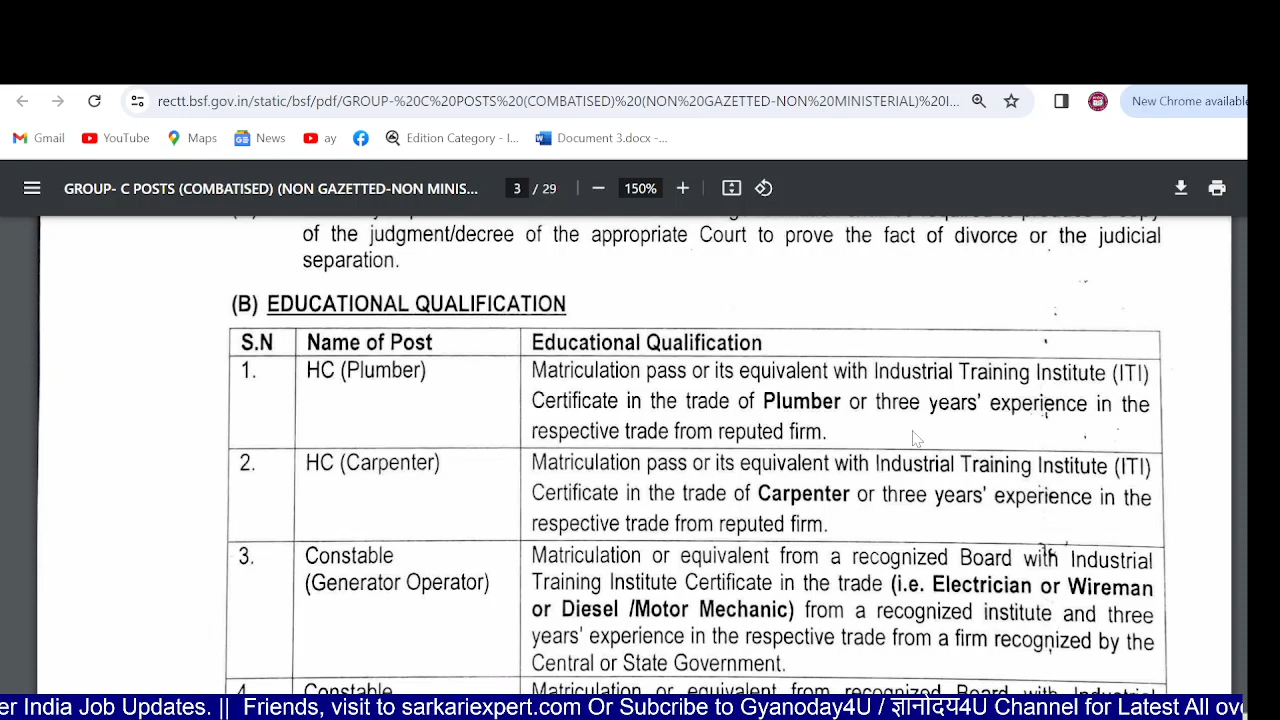 rectt.bsf.gov.in/static/bsf/pdf/GROUP-%20C%20POSTS%20(COMBATISED)%20(NON%20GAZETTED-NON%20MINISTERIAL)%20I...
New Chrome available
Gmail YouTube Maps News ay Edition Category - I... Document 3.docx -...
GROUP- C POSTS (COMBATISED) (NON GAZETTED-NON MINIS... 3 / 29 150%
of the judgment/decree of the appropriate Court to prove the fact of divorce or the judicial
separation.
(B) EDUCATIONAL QUALIFICATION
S.N Name of Post Educational Qualification
1. HC (Plumber) Matriculation pass or its equivalent with Industrial Training Institute (ITI)
Certificate in the trade of Plumber or three years' experience in the
respective trade from reputed firm.
2. HC (Carpenter) Matriculation pass or its equivalent with Industrial Training Institute (ITI)
Certificate in the trade of Carpenter or three years' experience in the
respective trade from reputed firm.
3. Constable Matriculation or equivalent from a recognized Board with Industrial
(Generator Operator) Training Institute Certificate in the trade (i.e. Electrician or Wireman
or Diesel /Motor Mechanic) from a recognized institute and three
years' experience in the respective trade from a firm recognized by the
Central or State Government.
4. Constable Matriculation or equivalent from recognized Board with Industrial
er India Job Updates. || Friends, visit to sarkariexpert.com Or Subcribe to Gyanoday4U / ज्ञानोदय4U Channel for Latest All ove